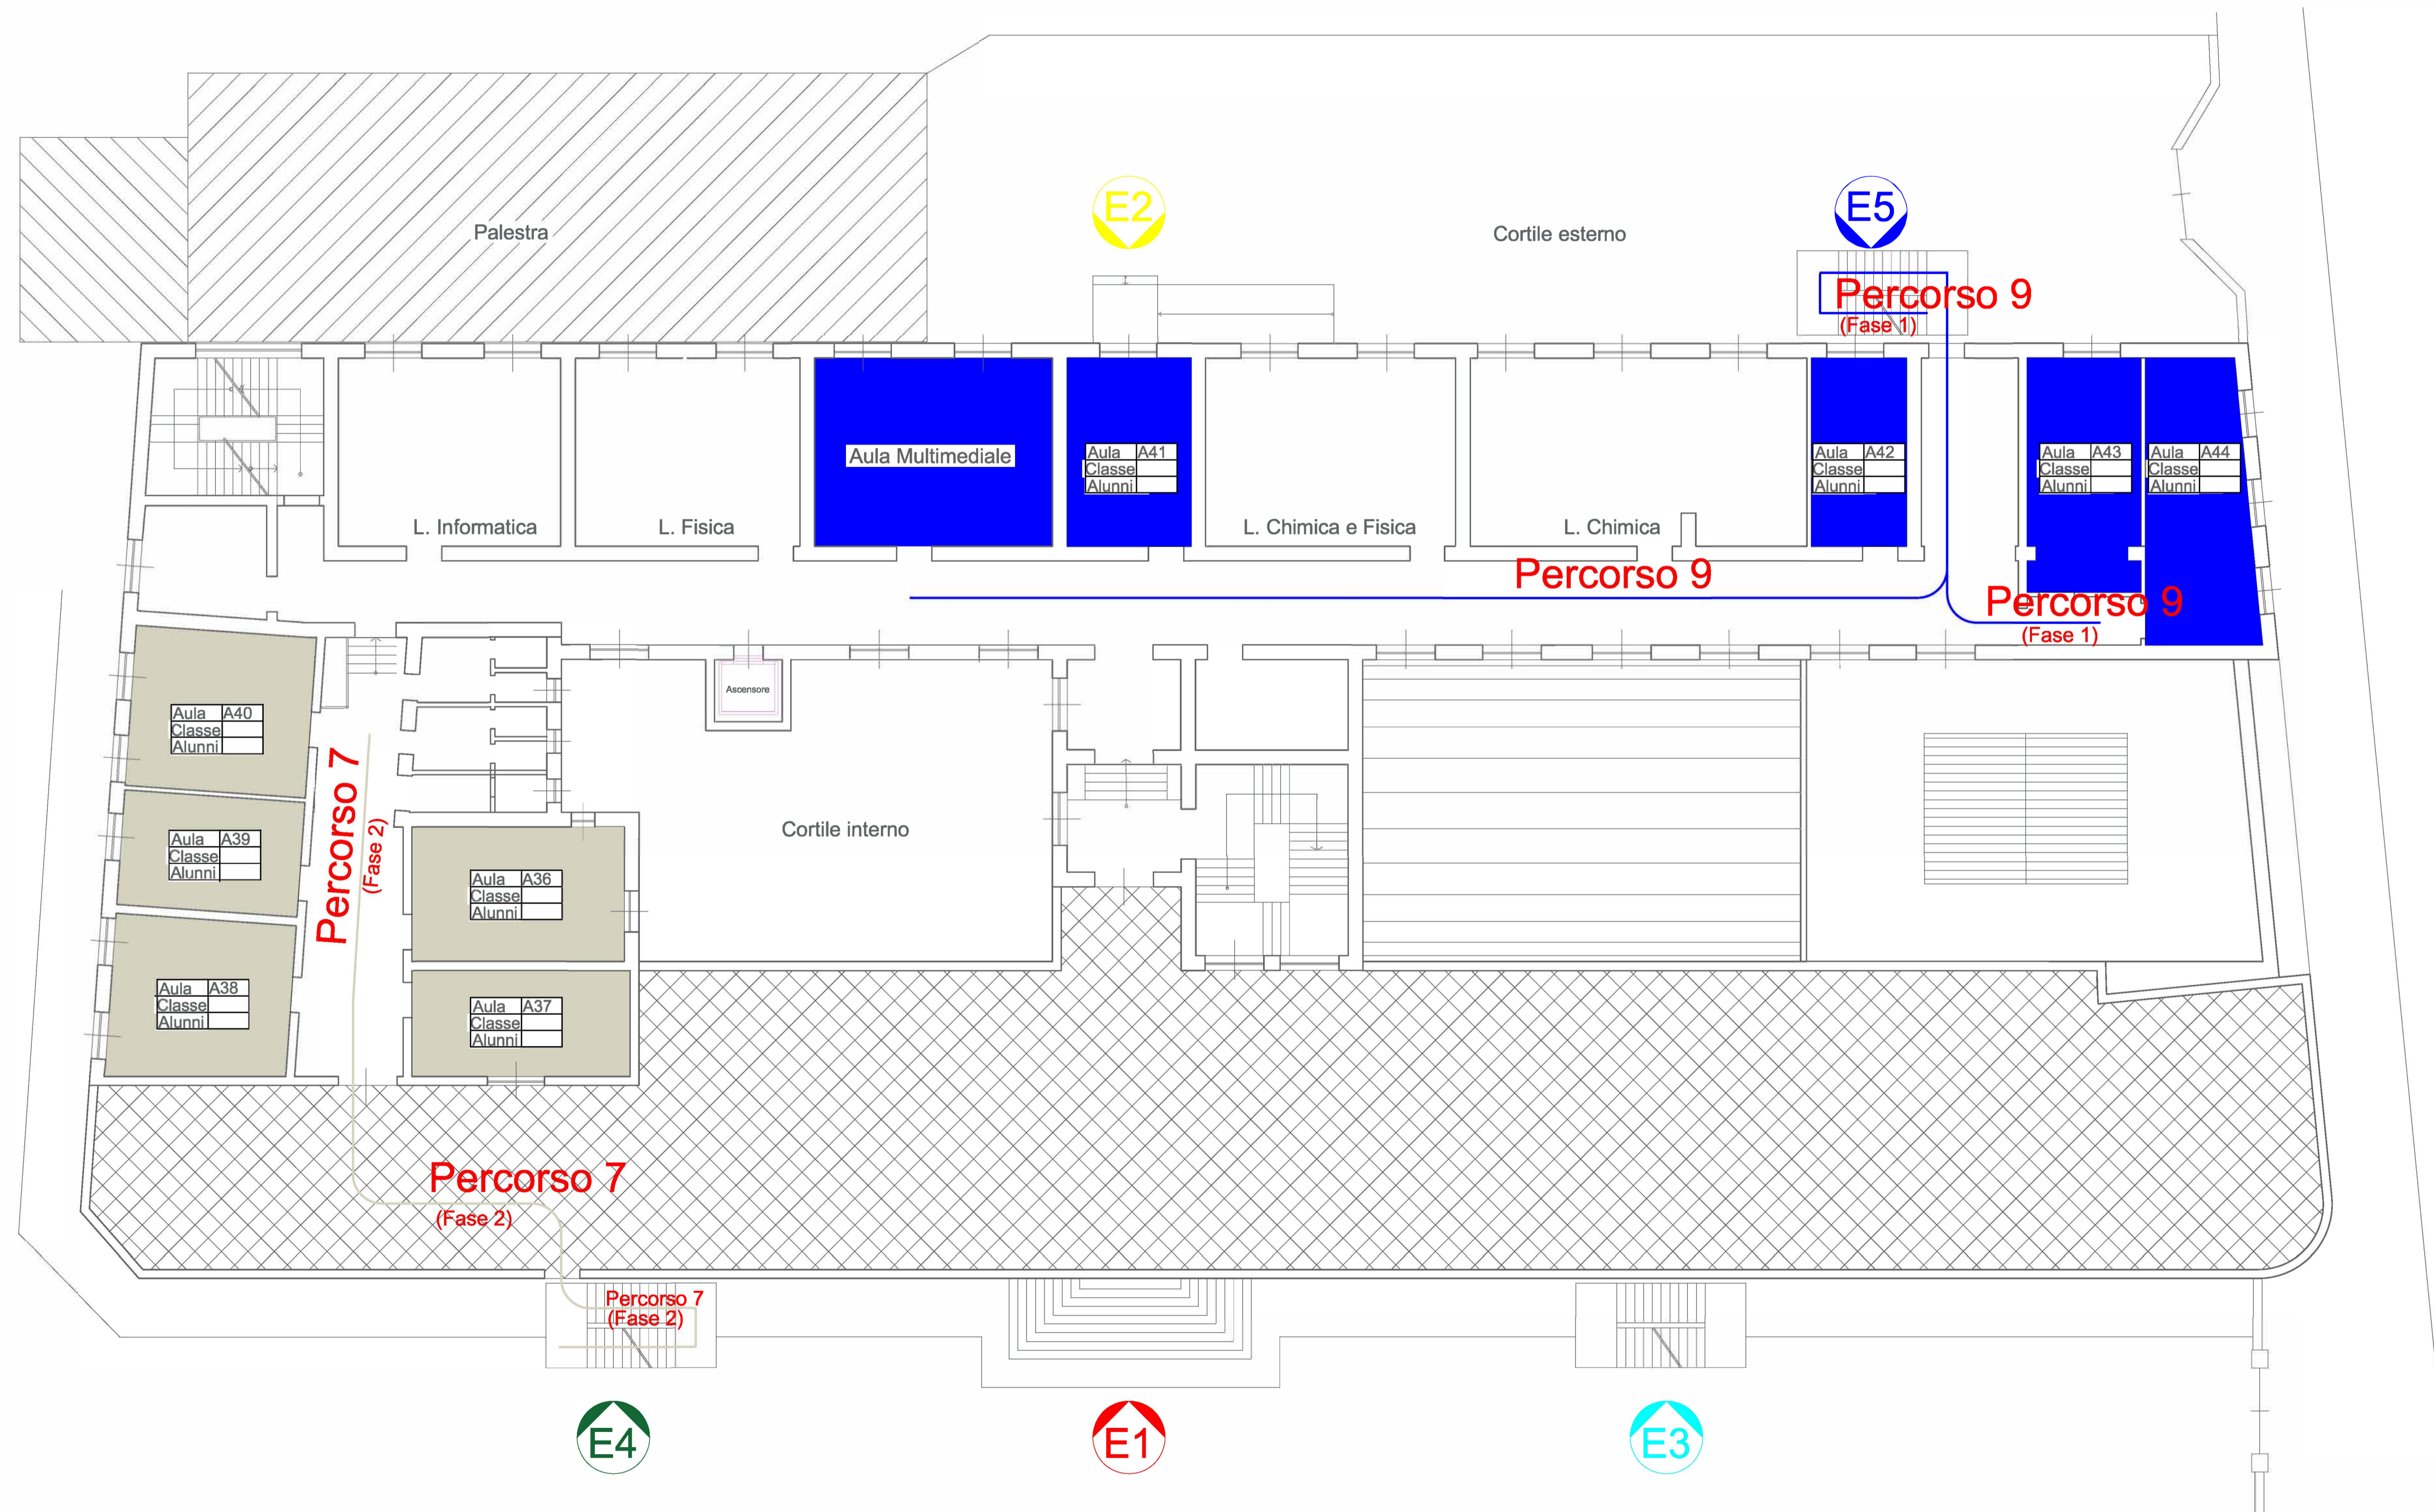 E2
E5
Palestra
Cortile esterno
Percorso 9
(Fase 1)
Aula Multimediale
Aula A41
Classe
Alunni
Aula A42
Classe
Alunni
Aula A43
Classe
Alunni
Aula A44
Classe
Alunni
L. Informatica
L. Fisica
L. Chimica e Fisica
L. Chimica
Percorso 9
Percorso 9
(Fase 1)
Ascensore
Aula A40
Classe
Alunni
Percorso 7
(Fase 2)
Aula A39
Classe
Alunni
Cortile interno
Aula A36
Classe
Alunni
Aula A38
Classe
Alunni
Aula A37
Classe
Alunni
Percorso 7
(Fase 2)
Percorso 7
(Fase 2)
E4
E1
E3